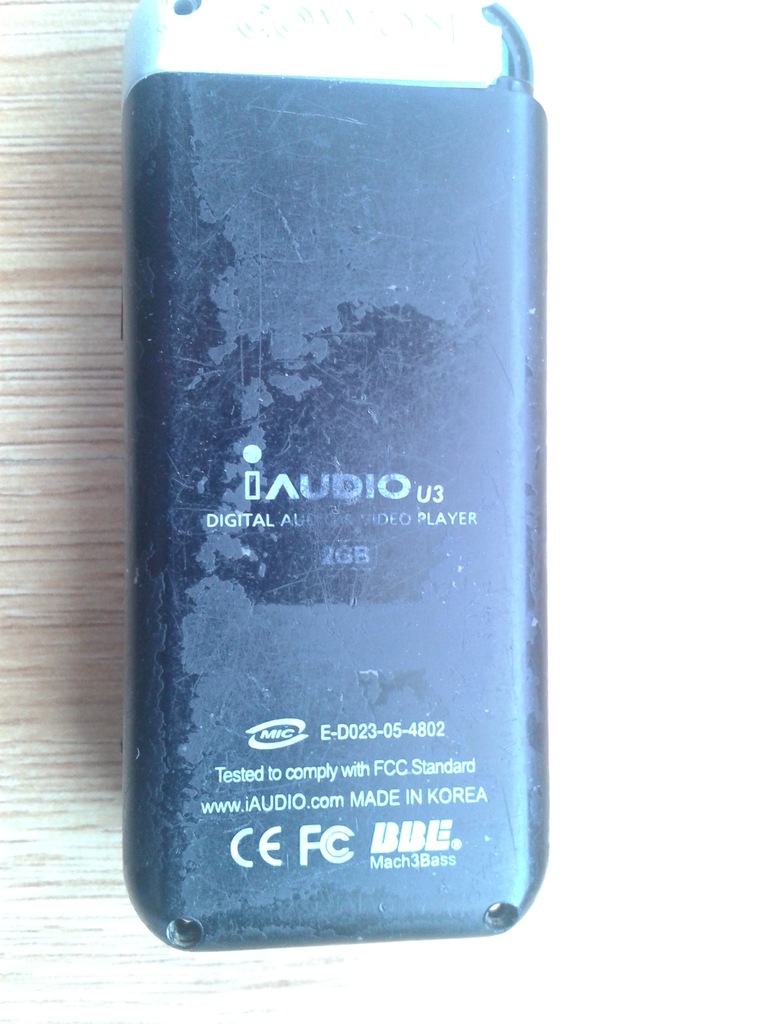 iAUDIO U3
DIGITAL AUDIO & VIDEO PLAYER
2GB
MIC E-D023-05-4802
Tested to comply with FCC Standard
www.iAUDIO.com MADE IN KOREA
CE FC BBE®
Mach3Bass